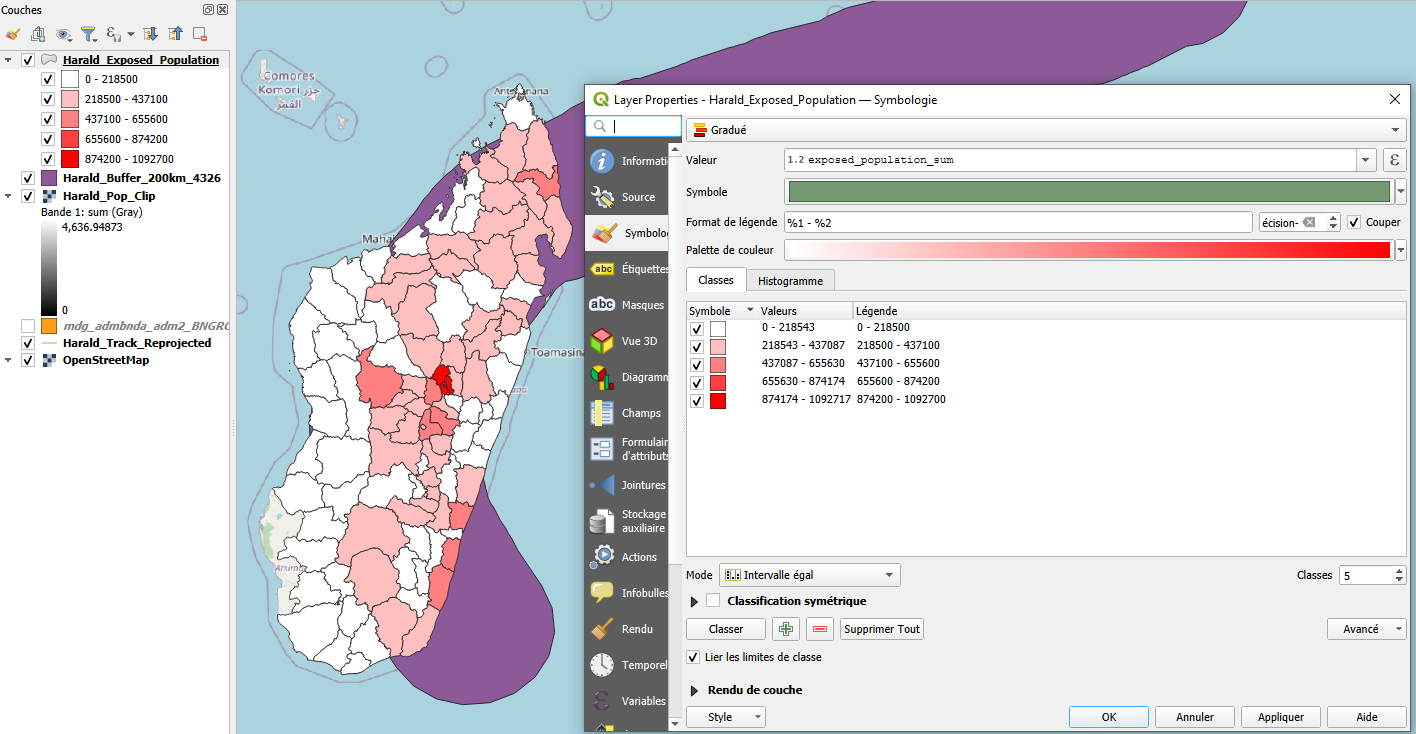 Couches
Harald_Exposed_Population
0 - 218500
218500 - 437100
437100 - 655600
655600 - 874200
874200 - 1092700
Harald_Buffer_200km_4326
Harald_Pop_Clip
Bande 1: sum (Gray)
4,636.94873
0
mdg_admbnda_adm2_BNGRC
Harald_Track_Reprojected
OpenStreetMap
Comores
Komori جزر
القمر
Antsiranana
Mahaj
Toamasina
Atsimo
Layer Properties - Harald_Exposed_Population — Symbologie
Informati
Source
Symbolog
Étiquettes
Masques
Vue 3D
Diagramm
Champs
Formulair
d'attributs
Jointures
Stockage
auxiliaire
Actions
Infobulles
Rendu
Temporel
Variables
Gradué
Valeur
1.2 exposed_population_sum
ε
Symbole
Format de légende
%1 - %2
écision-
Couper
Palette de couleur
Classes
Histogramme
Symbole
Valeurs
Légende
0 - 218543
0 - 218500
218543 - 437087
218500 - 437100
437087 - 655630
437100 - 655600
655630 - 874174
655600 - 874200
874174 - 1092717
874200 - 1092700
Mode
Intervalle égal
Classes
5
Classification symétrique
Classer
Supprimer Tout
Avancé
Lier les limites de classe
Rendu de couche
Style
OK
Annuler
Appliquer
Aide